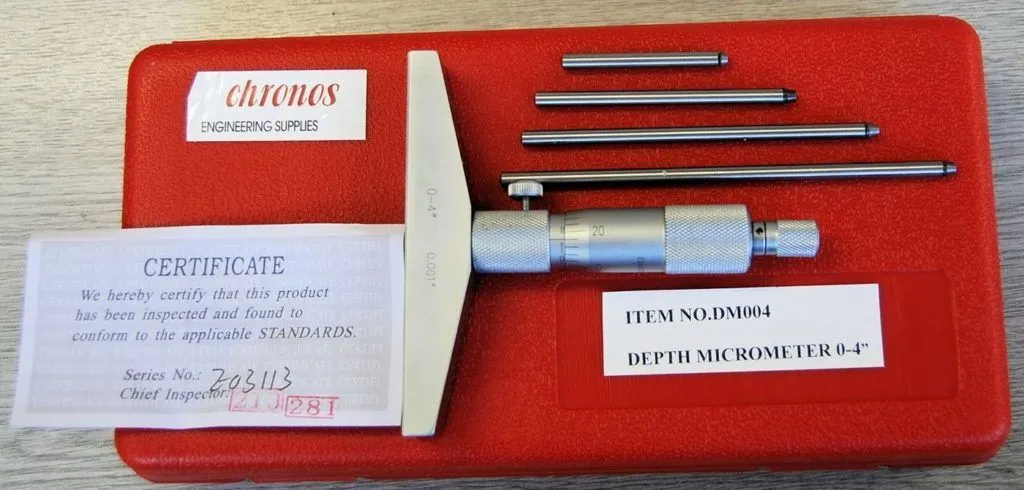 chronos
ENGINEERING SUPPLIES
0-4"
0.001"
20
CERTIFICATE
We hereby certify that this product
has been inspected and found to
conform to the applicable STANDARDS.
Series No.: 203113
Chief Inspector:
281
ITEM NO.DM004
DEPTH MICROMETER 0-4”